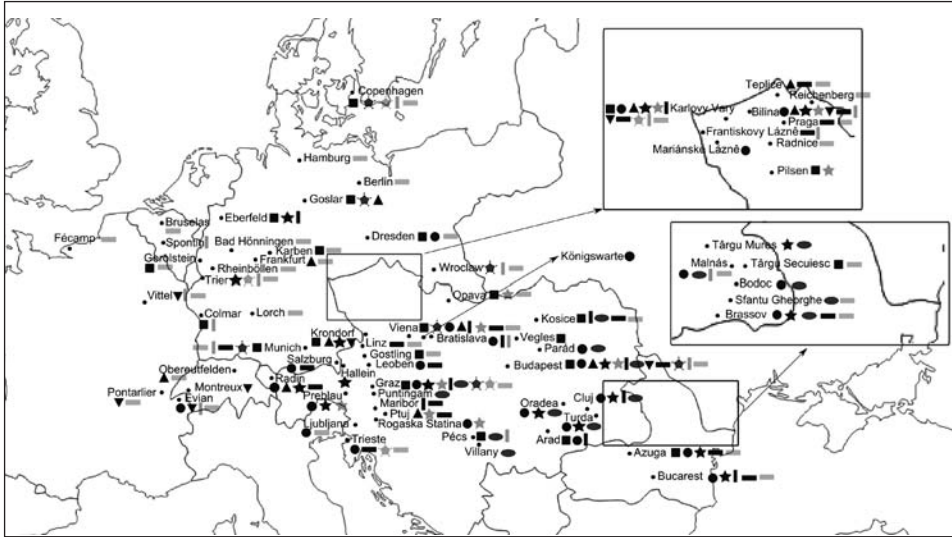 Copenhagen
Teplice
Reichenberg
Karlovy Vary
Bilina
Praga
Frantiskovy Lázně
Radnice
Mariánské Lázně
Pilsen
Hamburg
Berlin
Goslar
Eberfeld
Bruselas
Fécamp
Spontin
Bad Hönningen
Karben
Dresden
Gerolstein
Frankfurt
Rheinböllen
Trier
Wroclaw
Königswarte
Vittel
Opava
Târgu Mures
Malnás
Târgu Secuiesc
Bodoc
Sfantu Gheorghe
Brassov
Colmar
Lorch
Krondorf
Viena
Kosice
Munich
Linz
Bratislava
Vegles
Salzburg
Gostling
Parád
Obereutfelden
Hallein
Leoben
Budapest
Radin
Graz
Pontarlier
Montreux
Preblau
Puntingam
Cluj
Evian
Maribor
Oradea
Ptuj
Turda
Ljubliana
Rogaska Statina
Trieste
Pécs
Arad
Villany
Azuga
Bucarest